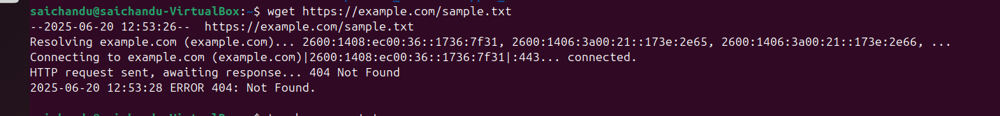 saichandu@saichandu-VirtualBox:~$ wget https://example.com/sample.txt
--2025-06-20 12:53:26--  https://example.com/sample.txt
Resolving example.com (example.com)... 2600:1408:ec00:36::1736:7f31, 2600:1406:3a00:21::173e:2e65, 2600:1406:3a00:21::173e:2e66, ...
Connecting to example.com (example.com)|2600:1408:ec00:36::1736:7f31|:443... connected.
HTTP request sent, awaiting response... 404 Not Found
2025-06-20 12:53:28 ERROR 404: Not Found.